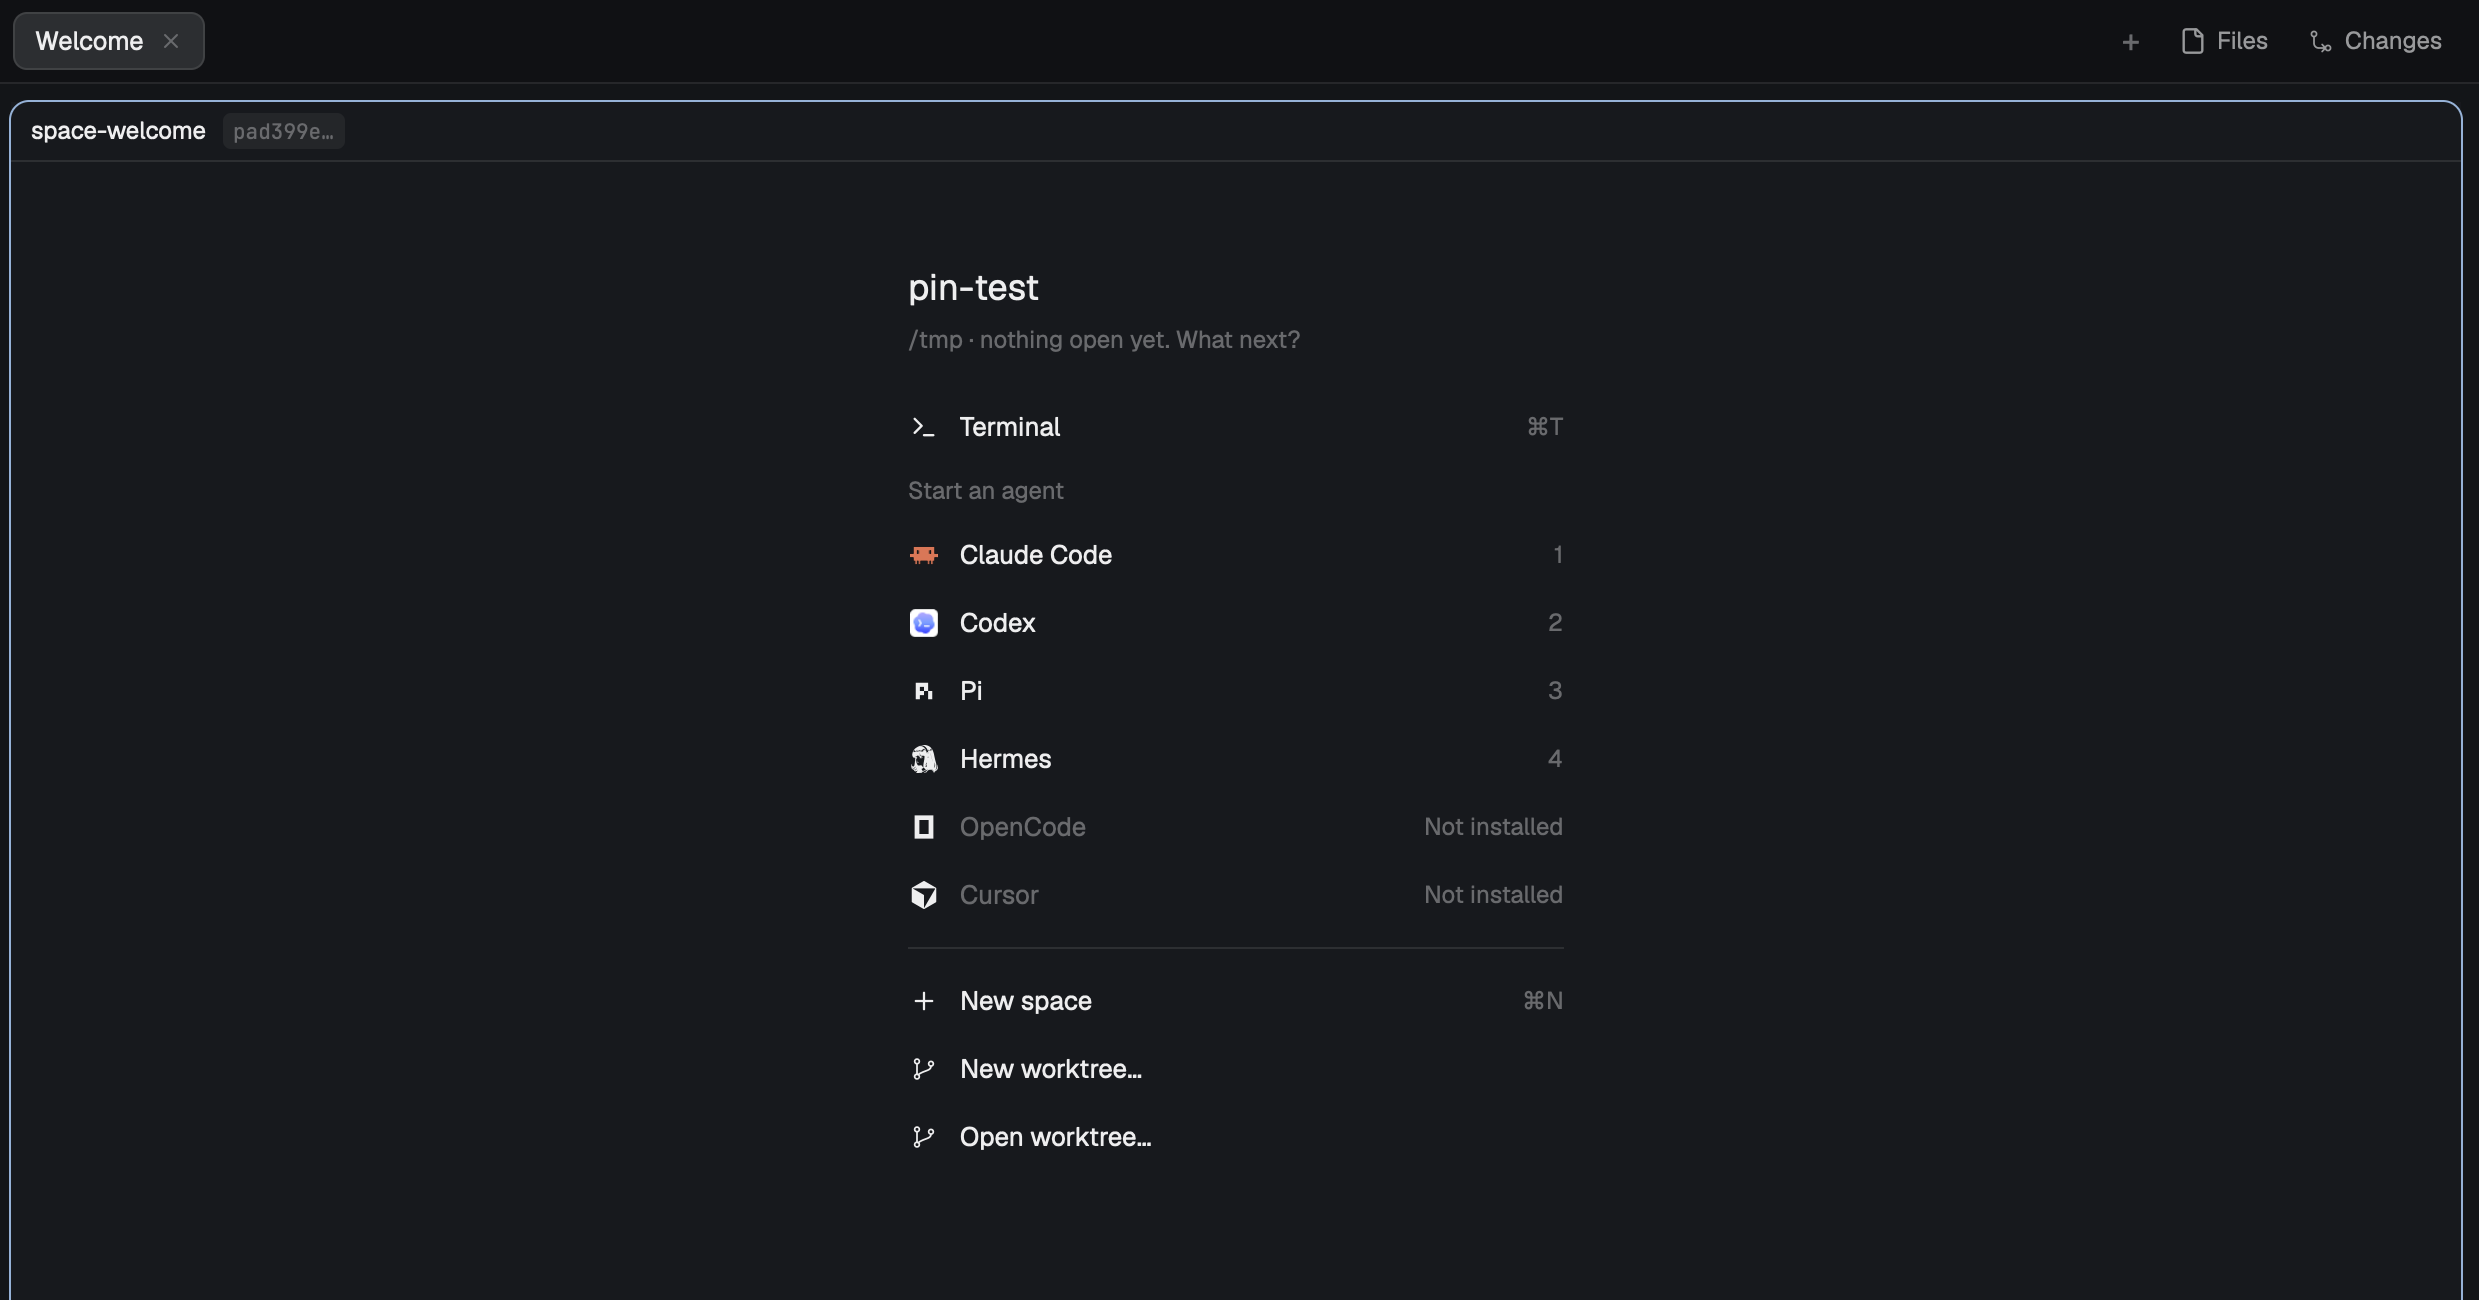 Welcome
Files
Changes
space-welcome pad399e…
pin-test
/tmp · nothing open yet. What next?
Terminal ⌘T
Start an agent
Claude Code 1
Codex 2
Pi 3
Hermes 4
OpenCode Not installed
Cursor Not installed
New space ⌘N
New worktree…
Open worktree…